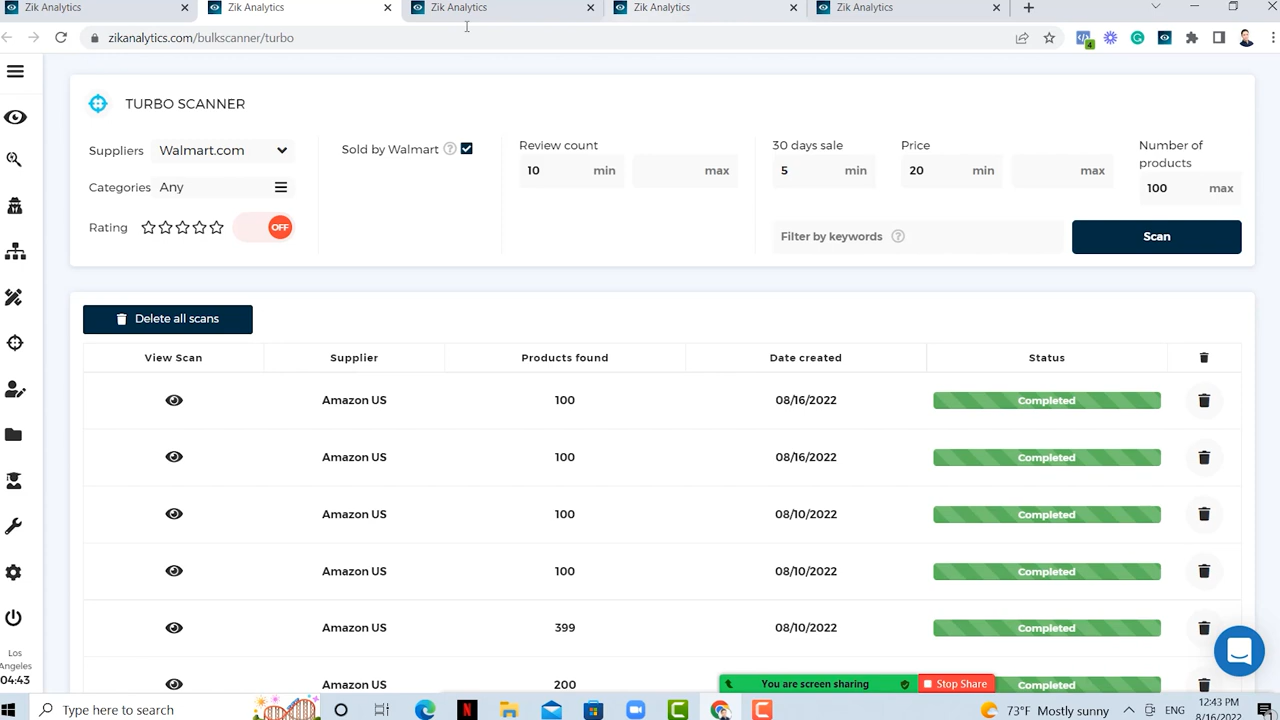 Zik Analytics
Zik Analytics
Zik Analytics
Zik Analytics
Zik Analytics
zikanalytics.com/bulkscanner/turbo
4
TURBO SCANNER
Suppliers Walmart.com
Categories Any
Rating OFF
Sold by Walmart ?
Review count
10 min max
30 days sale
5 min
Price
20 min max
Number of products
100 max
Filter by keywords ?
Scan
Delete all scans
View Scan Supplier Products found Date created Status
Amazon US 100 08/16/2022 Completed
Amazon US 100 08/16/2022 Completed
Amazon US 100 08/10/2022 Completed
Amazon US 100 08/10/2022 Completed
Amazon US 399 08/10/2022 Completed
Amazon US 200 Completed
Los Angeles
04:43
You are screen sharing Stop Share
Type here to search
73°F Mostly sunny
ENG
12:43 PM
8/16/2022